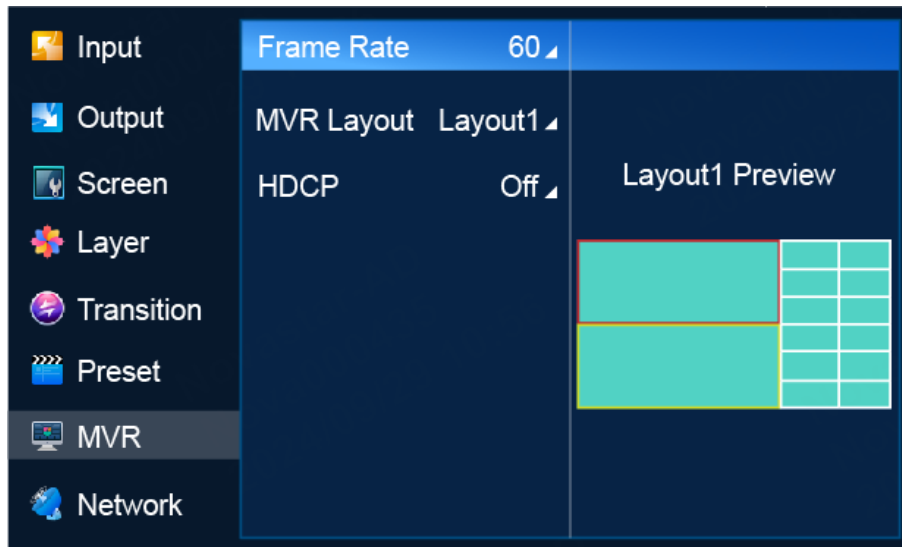 Input
Output
Screen
Layer
Transition
Preset
MVR
Network
Frame Rate 60
MVR Layout Layout1
HDCP Off
Layout1 Preview